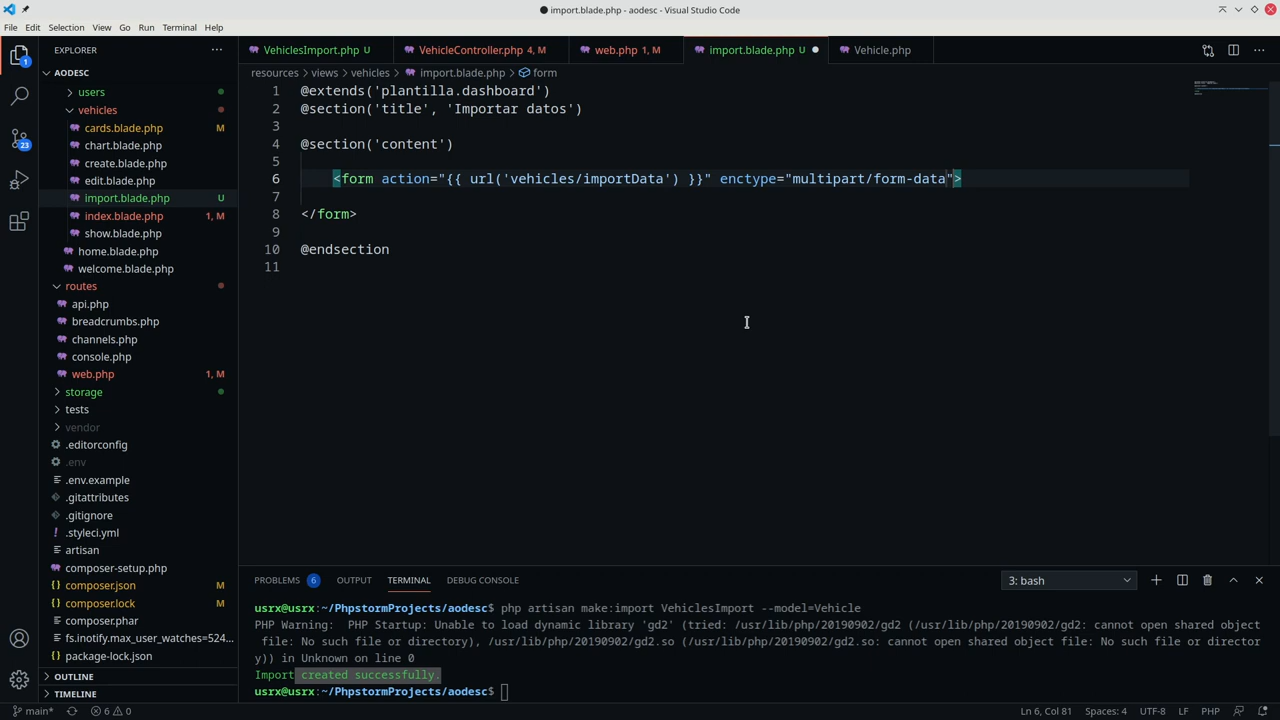 import.blade.php - aodesc - Visual Studio Code
File Edit Selection View Go Run Terminal Help
EXPLORER
VehiclesImport.php U
VehicleController.php 4, M
web.php 1, M
import.blade.php U
Vehicle.php
1
AODESC
resources > views > vehicles > import.blade.php > form
users
vehicles
cards.blade.php M
chart.blade.php
create.blade.php
edit.blade.php
import.blade.php U
index.blade.php 1, M
show.blade.php
home.blade.php
welcome.blade.php
routes
api.php
breadcrumbs.php
channels.php
console.php
web.php 1, M
storage
tests
vendor
.editorconfig
.env
.env.example
.gitattributes
.gitignore
.styleci.yml
artisan
composer-setup.php
composer.json M
composer.lock M
composer.phar
fs.inotify.max_user_watches=524...
package-lock.json
OUTLINE
TIMELINE
23
1 @extends('plantilla.dashboard')
2 @section('title', 'Importar datos')
3
4 @section('content')
5
6 <form action="{{ url('vehicles/importData') }}" enctype="multipart/form-data">
7
8 </form>
9
10 @endsection
11
PROBLEMS 6 OUTPUT TERMINAL DEBUG CONSOLE
3: bash
usrx@usrx:~/PhpstormProjects/aodesc$ php artisan make:import VehiclesImport --model=Vehicle
PHP Warning:  PHP Startup: Unable to load dynamic library 'gd2' (tried: /usr/lib/php/20190902/gd2 (/usr/lib/php/20190902/gd2: cannot open shared object
file: No such file or directory), /usr/lib/php/20190902/gd2.so (/usr/lib/php/20190902/gd2.so: cannot open shared object file: No such file or director
y)) in Unknown on line 0
Import created successfully.
usrx@usrx:~/PhpstormProjects/aodesc$
main* 6 0
Ln 6, Col 81 Spaces: 4 UTF-8 LF PHP